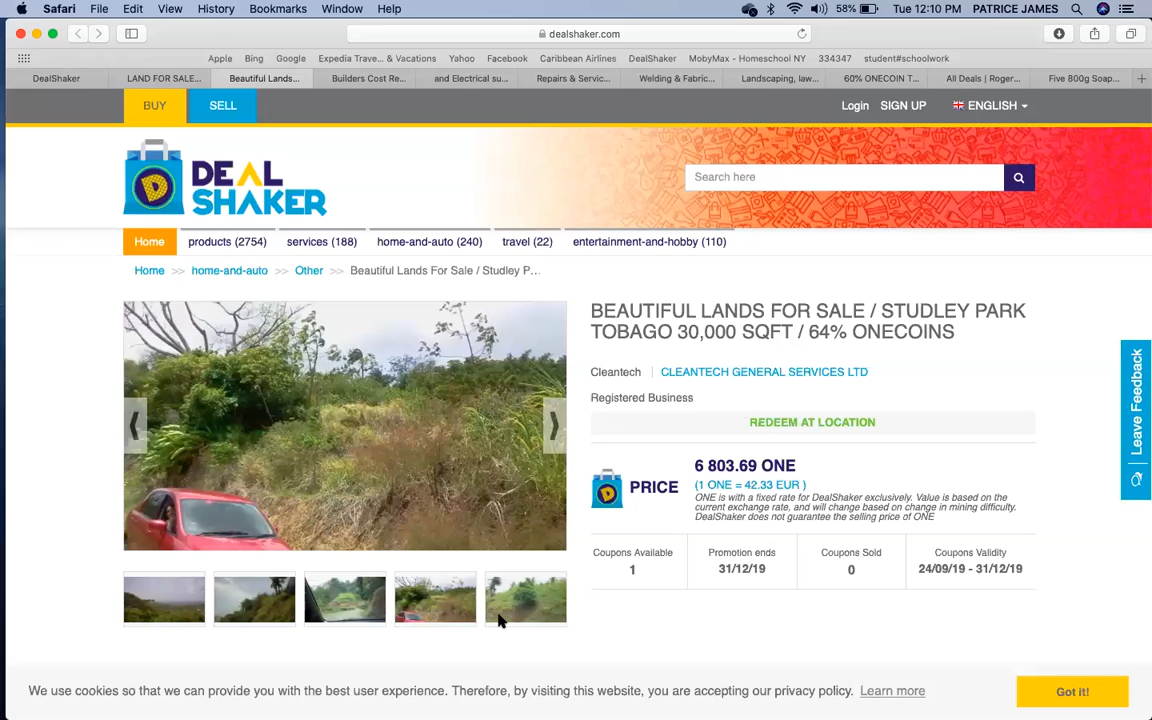 Safari File Edit View History Bookmarks Window Help 58% Tue 12:10 PM PATRICE JAMES
dealshaker.com
Apple Bing Google Expedia Trave... & Vacations Yahoo Facebook Caribbean Airlines DealShaker MobyMax - Homeschool NY 334347 student#schoolwork
DealShaker LAND FOR SALE... Beautiful Lands... Builders Cost Re... and Electrical su... Repairs & Servic... Welding & Fabric... Landscaping, law... 60% ONECOIN T... All Deals | Roger... Five 800g Soap...
BUY SELL Login SIGN UP ENGLISH
DEAL
SHAKER
Search here
Home products (2754) services (188) home-and-auto (240) travel (22) entertainment-and-hobby (110)
Home >> home-and-auto >> Other >> Beautiful Lands For Sale / Studley P...
BEAUTIFUL LANDS FOR SALE / STUDLEY PARK
TOBAGO 30,000 SQFT / 64% ONECOINS
Cleantech | CLEANTECH GENERAL SERVICES LTD
Registered Business
REDEEM AT LOCATION
PRICE
6 803.69 ONE
(1 ONE = 42.33 EUR )
ONE is with a fixed rate for DealShaker exclusively. Value is based on the
current exchange rate, and will change based on change in mining difficulty.
DealShaker does not guarantee the selling price of ONE
Coupons Available Promotion ends Coupons Sold Coupons Validity
1 31/12/19 0 24/09/19 - 31/12/19
Leave Feedback
We use cookies so that we can provide you with the best user experience. Therefore, by visiting this website, you are accepting our privacy policy. Learn more Got it!